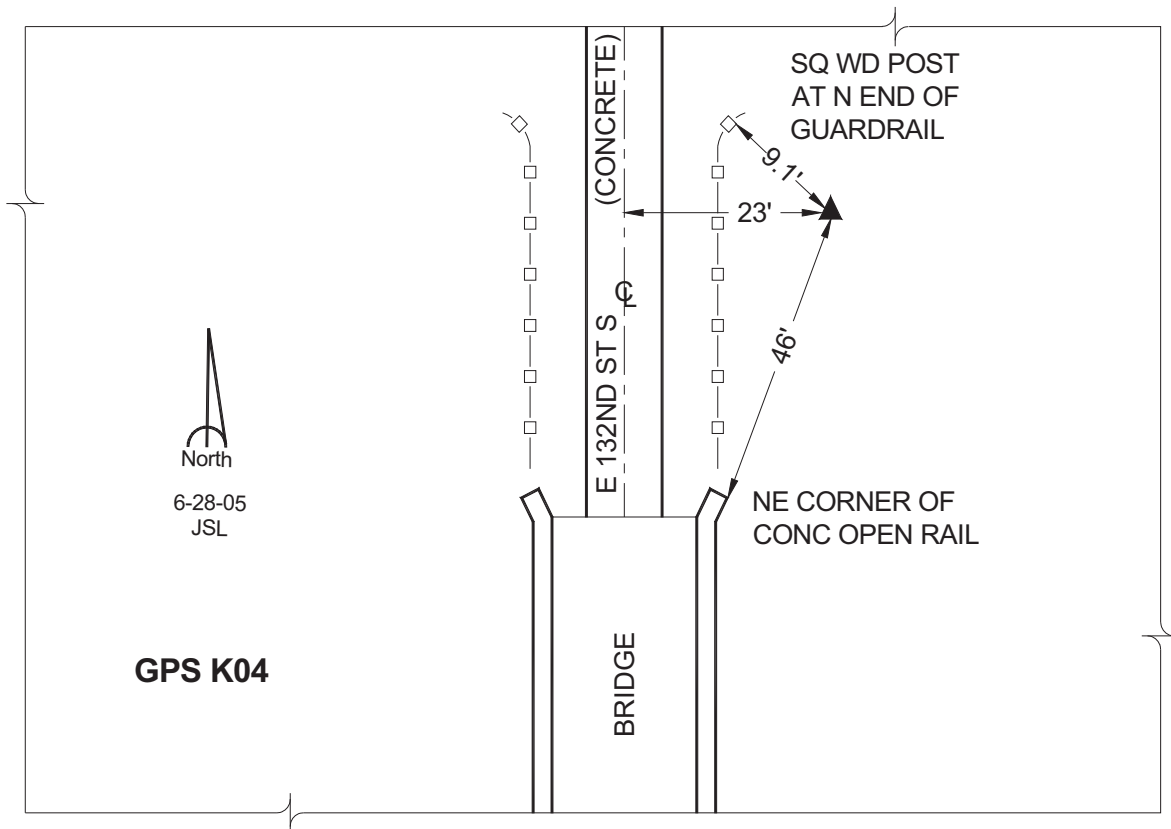 SQ WD POST
AT N END OF
GUARDRAIL
(CONCRETE)
9.1'
23'
E 132ND ST S
℄
46'
North
6-28-05
JSL
NE CORNER OF
CONC OPEN RAIL
GPS K04
BRIDGE